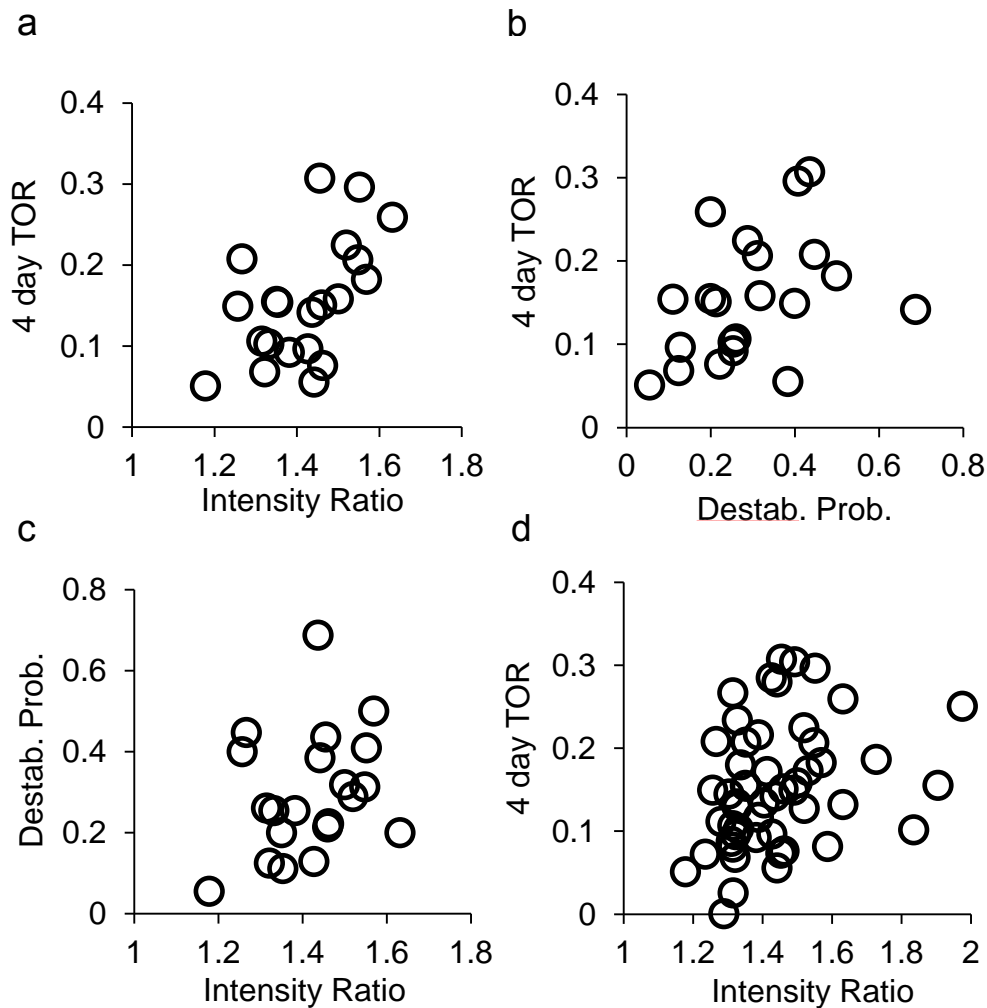 a
4 day TOR
0.4
0.3
0.2
0.1
0
1 1.2 1.4 1.6 1.8
Intensity Ratio
b
4 day TOR
0.4
0.3
0.2
0.1
0
0 0.2 0.4 0.6 0.8
Destab. Prob.
c
Destab. Prob.
0.8
0.6
0.4
0.2
0
1 1.2 1.4 1.6 1.8
Intensity Ratio
d
4 day TOR
0.4
0.3
0.2
0.1
0
1 1.2 1.4 1.6 1.8 2
Intensity Ratio